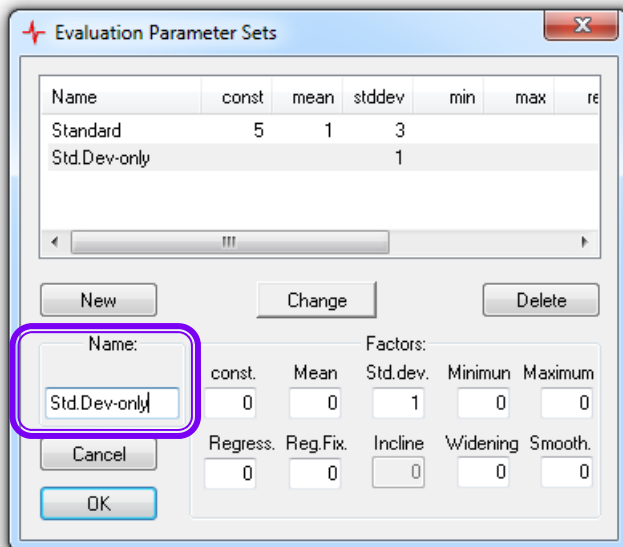 Evaluation Parameter Sets
Name const mean stddev min max re
Standard 5 1 3
Std.Dev-only 1
New Change Delete
Name: Factors:
const. Mean Std.dev. Minimun Maximum
Std.Dev-only 0 0 1 0 0
Cancel Regress. Reg.Fix. Incline Widening Smooth.
0 0 0 0 0
OK